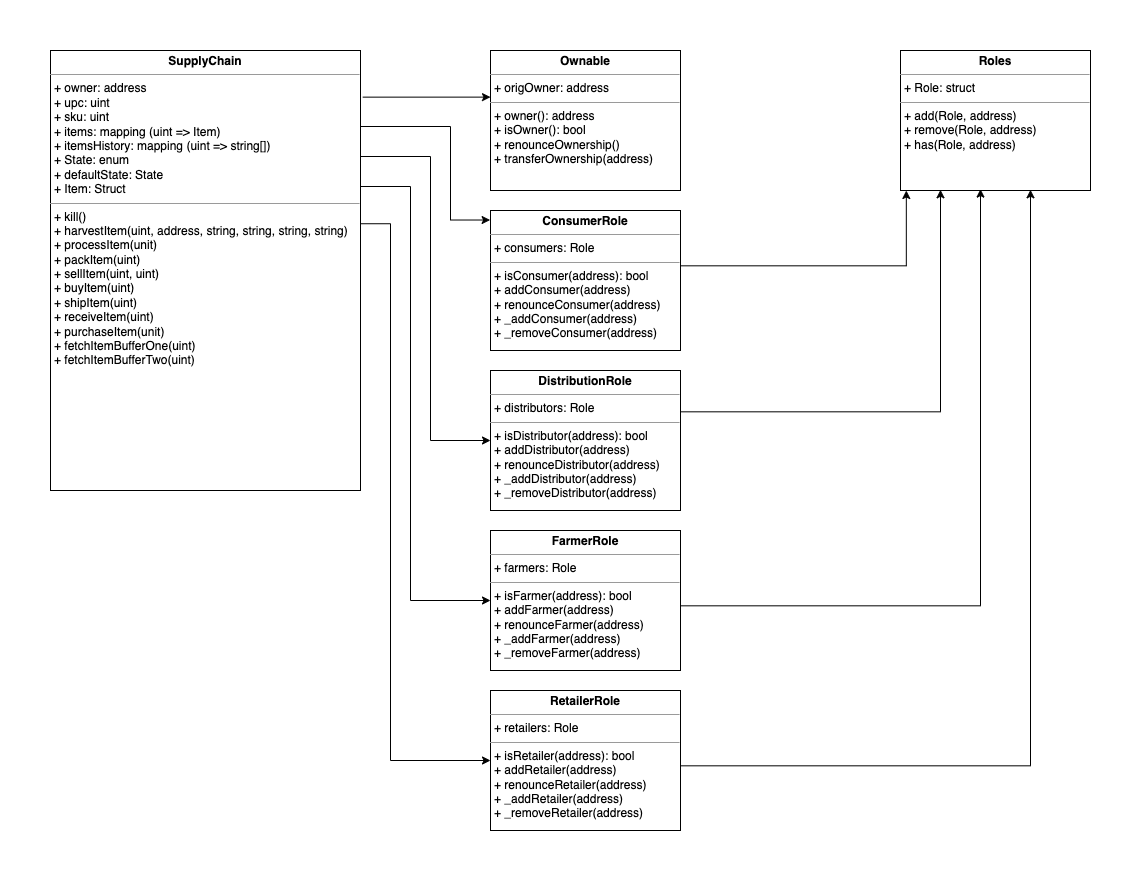 SupplyChain
+ owner: address
+ upc: uint
+ sku: uint
+ items: mapping (uint => Item)
+ itemsHistory: mapping (uint => string[])
+ State: enum
+ defaultState: State
+ Item: Struct
+ kill()
+ harvestItem(uint, address, string, string, string, string)
+ processItem(unit)
+ packItem(uint)
+ sellItem(uint, uint)
+ buyItem(uint)
+ shipItem(uint)
+ receiveItem(uint)
+ purchaseItem(unit)
+ fetchItemBufferOne(uint)
+ fetchItemBufferTwo(uint)
Ownable
+ origOwner: address
+ owner(): address
+ isOwner(): bool
+ renounceOwnership()
+ transferOwnership(address)
ConsumerRole
+ consumers: Role
+ isConsumer(address): bool
+ addConsumer(address)
+ renounceConsumer(address)
+ _addConsumer(address)
+ _removeConsumer(address)
DistributionRole
+ distributors: Role
+ isDistributor(address): bool
+ addDistributor(address)
+ renounceDistributor(address)
+ _addDistributor(address)
+ _removeDistributor(address)
FarmerRole
+ farmers: Role
+ isFarmer(address): bool
+ addFarmer(address)
+ renounceFarmer(address)
+ _addFarmer(address)
+ _removeFarmer(address)
RetailerRole
+ retailers: Role
+ isRetailer(address): bool
+ addRetailer(address)
+ renounceRetailer(address)
+ _addRetailer(address)
+ _removeRetailer(address)
Roles
+ Role: struct
+ add(Role, address)
+ remove(Role, address)
+ has(Role, address)